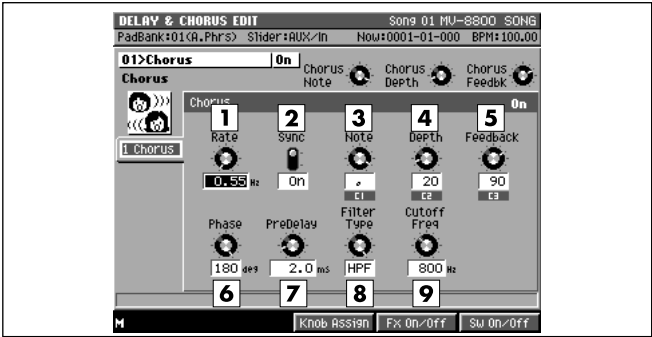 DELAY & CHORUS EDIT Song 01 MV-8800 SONG
PadBank:01(A.Phrs) Slider:AUX/In Now:0001-01-000 BPM:100.00
01>Chorus On
Chorus Note Chorus Depth Chorus Feedbk
Chorus
Chorus On
1 2 3 4 5
1 Chorus
Rate Sync Note Depth Feedback
0.55 Hz On 20 90
C1 C2 C3
Phase PreDelay Filter Type Cutoff Freq
180 deg 2.0 ms HPF 800 Hz
6 7 8 9
M Knob Assign Fx On/Off Sw On/Off